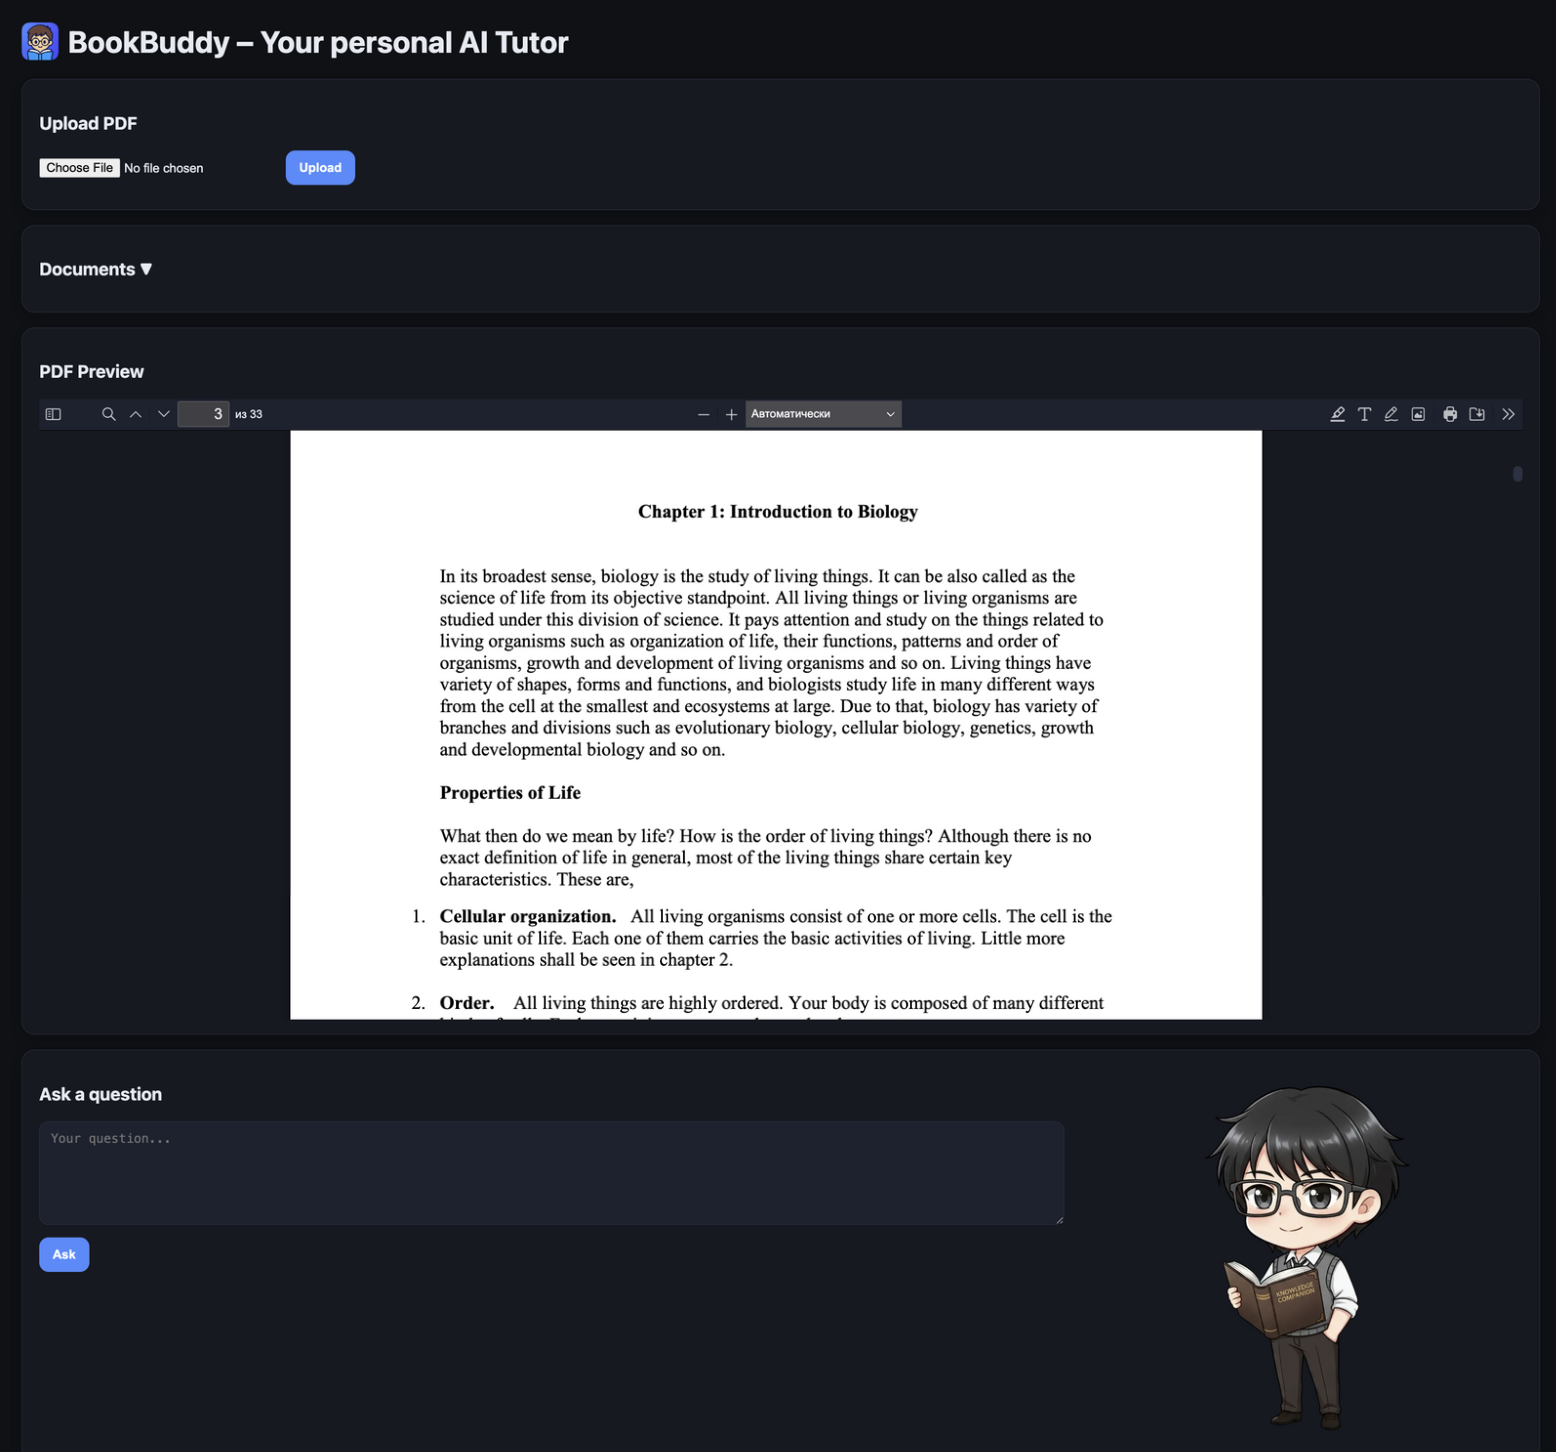 BookBuddy – Your personal AI Tutor
Upload PDF
Choose File No file chosen Upload
Documents ▼
PDF Preview
3 из 33 Автоматически
Chapter 1: Introduction to Biology
In its broadest sense, biology is the study of living things. It can be also called as the
science of life from its objective standpoint. All living things or living organisms are
studied under this division of science. It pays attention and study on the things related to
living organisms such as organization of life, their functions, patterns and order of
organisms, growth and development of living organisms and so on. Living things have
variety of shapes, forms and functions, and biologists study life in many different ways
from the cell at the smallest and ecosystems at large. Due to that, biology has variety of
branches and divisions such as evolutionary biology, cellular biology, genetics, growth
and developmental biology and so on.
Properties of Life
What then do we mean by life? How is the order of living things? Although there is no
exact definition of life in general, most of the living things share certain key
characteristics. These are,
1. Cellular organization. All living organisms consist of one or more cells. The cell is the
basic unit of life. Each one of them carries the basic activities of living. Little more
explanations shall be seen in chapter 2.
2. Order. All living things are highly ordered. Your body is composed of many different
Ask a question
Your question...
Ask
KNOWLEDGE
COMPANION